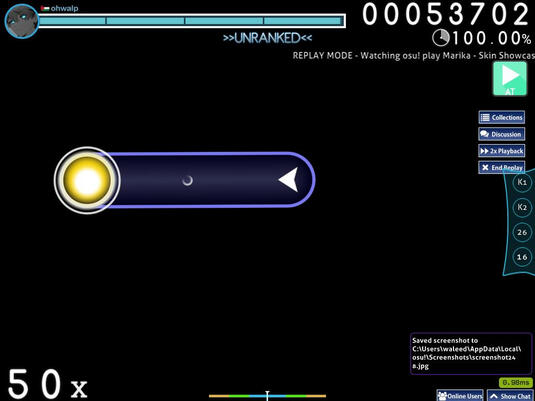 ohwalp
00053702
>>UNRANKED<<
100.00%
REPLAY MODE - Watching osu! play Marika - Skin Showcas
AT
Collections
Discussion
2x Playback
End Replay
K1
K2
26
16
Saved screenshot to
C:\Users\waleed\AppData\Local\
osu!\Screenshots\screenshot24
8.jpg
0.98ms
50x
Online Users
Show Chat